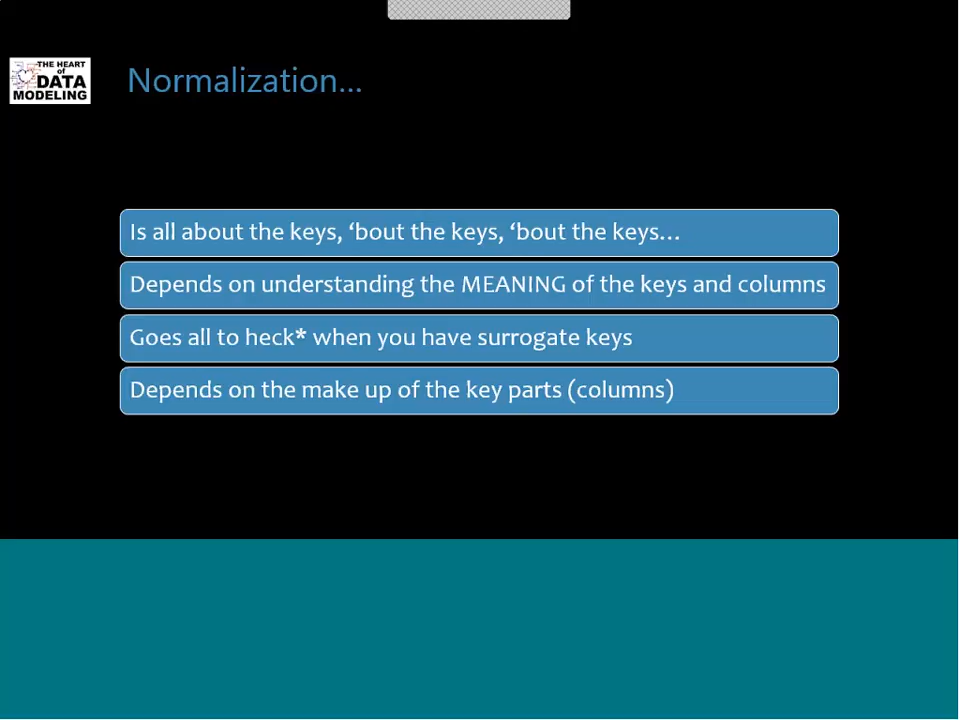 THE HEART
of
DATA
MODELING
Normalization...
Is all about the keys, ‘bout the keys, ‘bout the keys...
Depends on understanding the MEANING of the keys and columns
Goes all to heck* when you have surrogate keys
Depends on the make up of the key parts (columns)